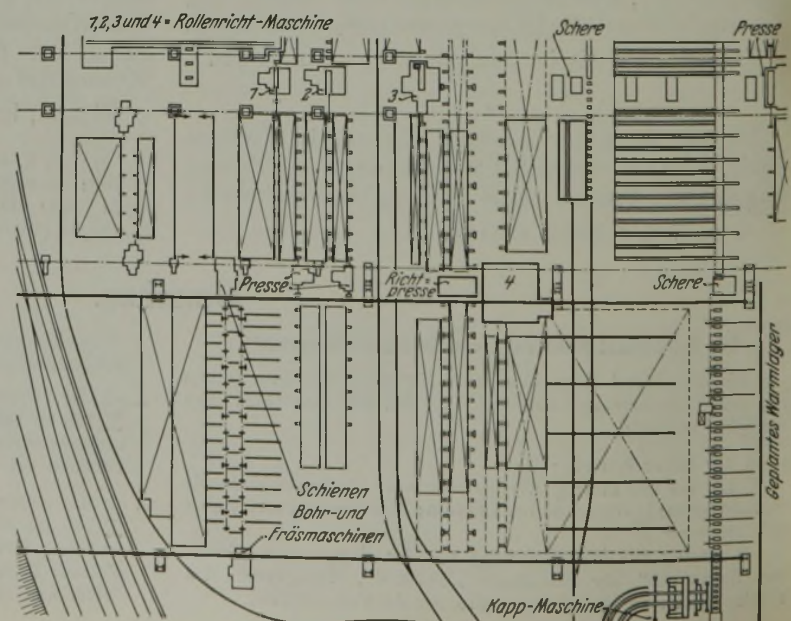 1,2,3 und 4 = Rollenricht-Maschine
Schere
Presse
1
2
3
Presse
Richt=
presse
4
Schere
Geplantes Warmlager
Schienen
Bohr-und
Fräsmaschinen
Kapp-Maschine